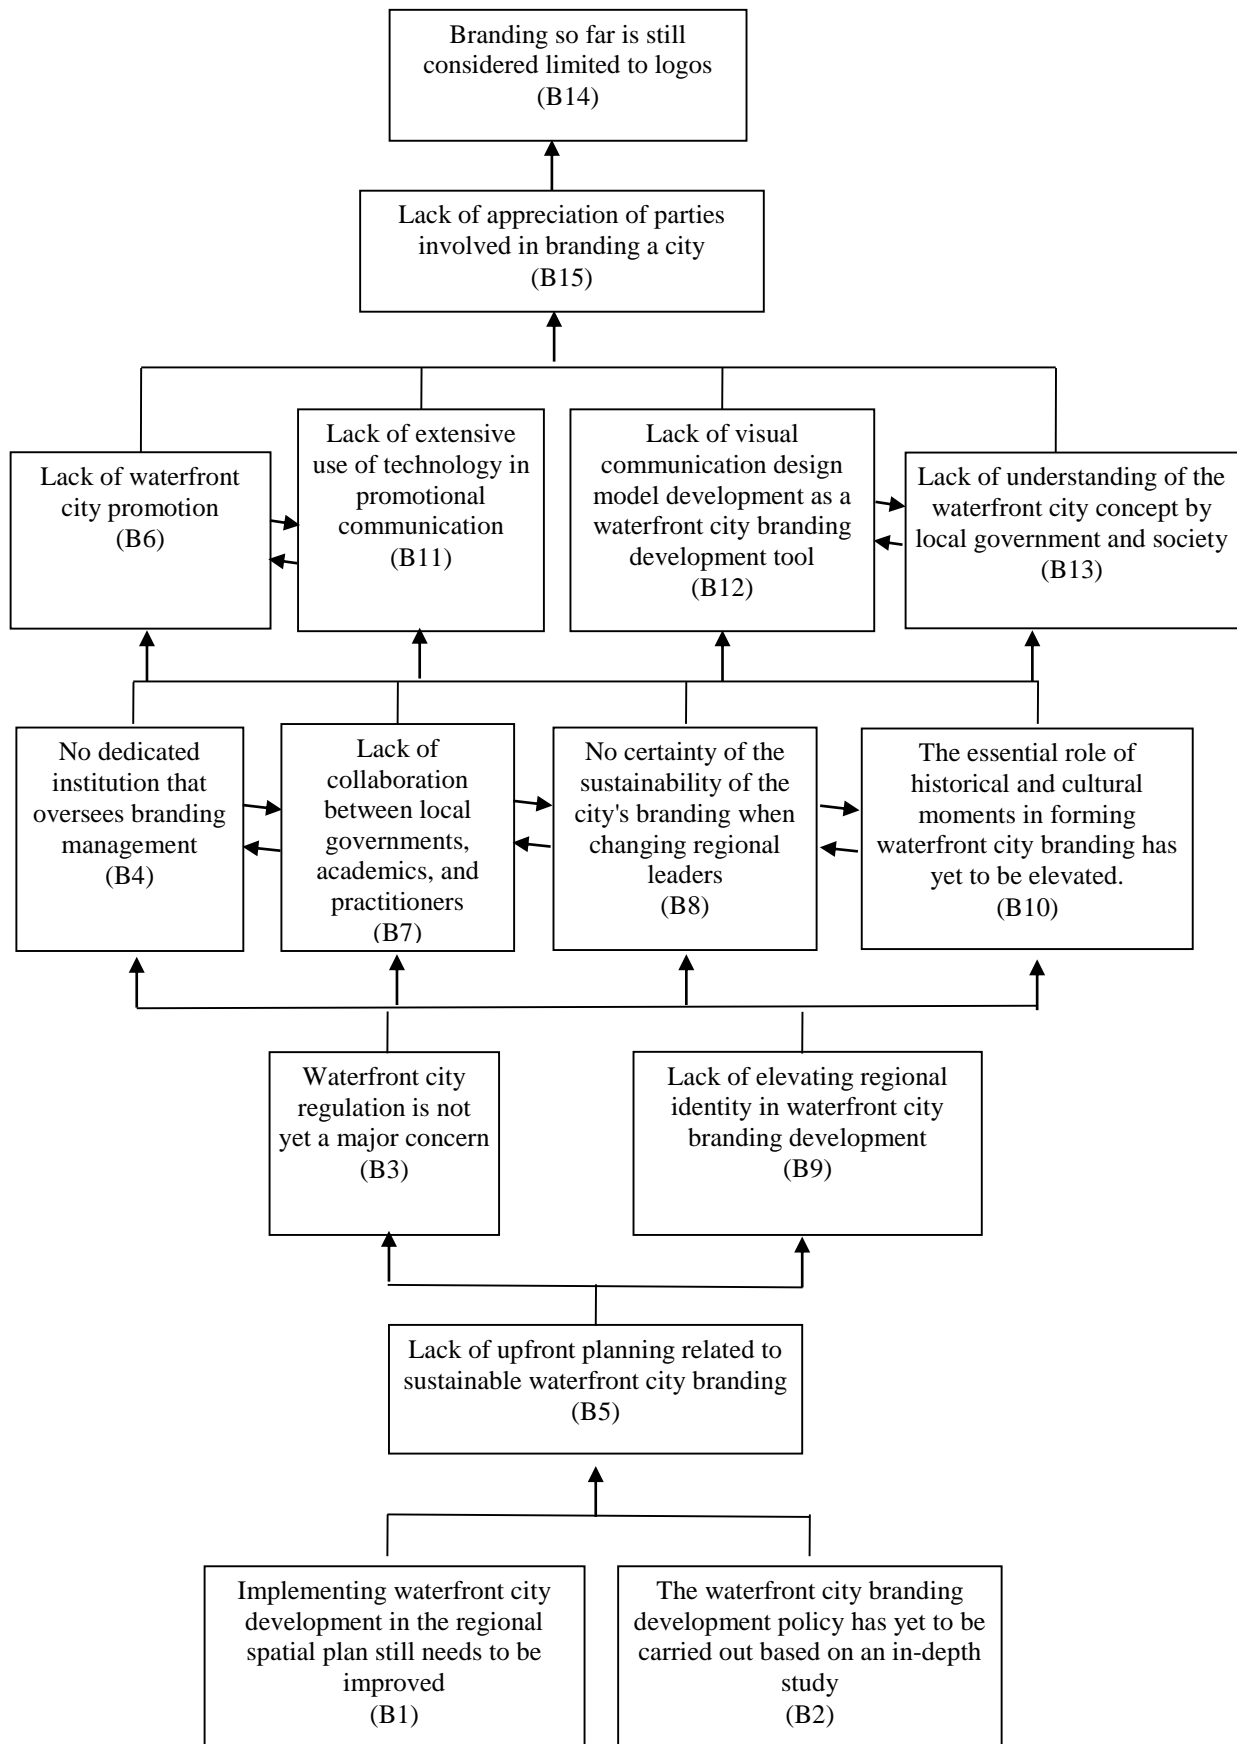 Branding so far is still
considered limited to logos
(B14)
Lack of appreciation of parties
involved in branding a city
(B15)
Lack of waterfront
city promotion
(B6)
Lack of extensive
use of technology in
promotional
communication
(B11)
Lack of visual
communication design
model development as a
waterfront city branding
development tool
(B12)
Lack of understanding of the
waterfront city concept by
local government and society
(B13)
No dedicated
institution that
oversees branding
management
(B4)
Lack of
collaboration
between local
governments,
academics, and
practitioners
(B7)
No certainty of the
sustainability of the
city's branding when
changing regional
leaders
(B8)
The essential role of
historical and cultural
moments in forming
waterfront city branding has
yet to be elevated.
(B10)
Waterfront city
regulation is not
yet a major concern
(B3)
Lack of elevating regional
identity in waterfront city
branding development
(B9)
Lack of upfront planning related to
sustainable waterfront city branding
(B5)
Implementing waterfront city
development in the regional
spatial plan still needs to be
improved
(B1)
The waterfront city branding
development policy has yet to be
carried out based on an in-depth
study
(B2)